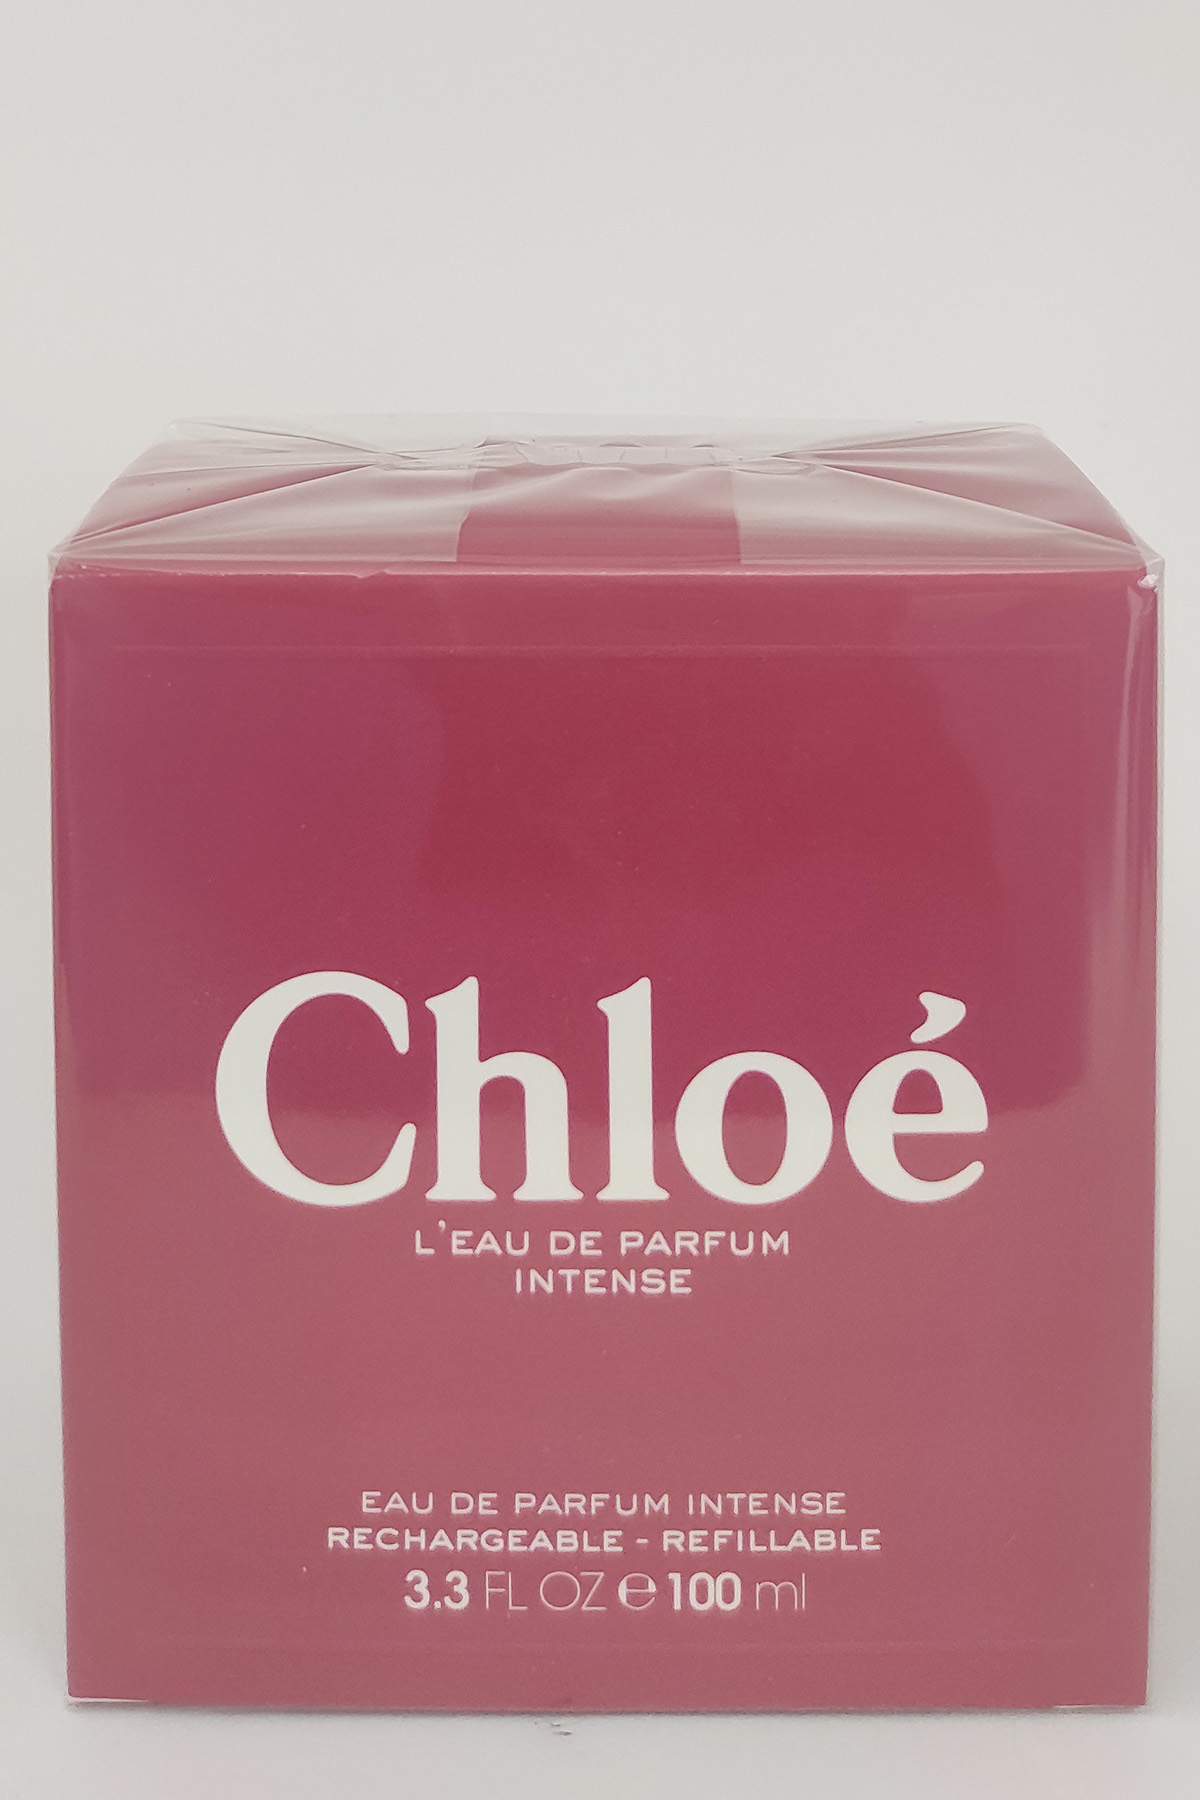 Chloé
L'EAU DE PARFUM
INTENSE
EAU DE PARFUM INTENSE
RECHARGEABLE - REFILLABLE
3.3 FL OZ ℮ 100 ml